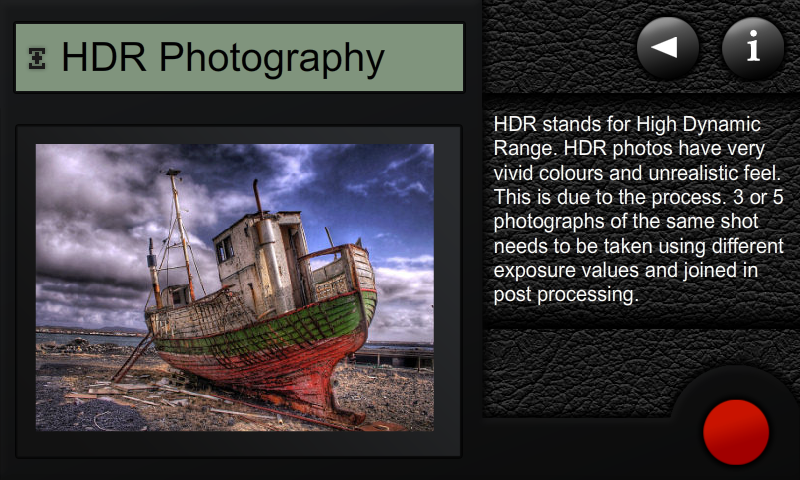 HDR Photography
HDR stands for High Dynamic
Range. HDR photos have very
vivid colours and unrealistic feel.
This is due to the process. 3 or 5
photographs of the same shot
needs to be taken using different
exposure values and joined in
post processing.
i